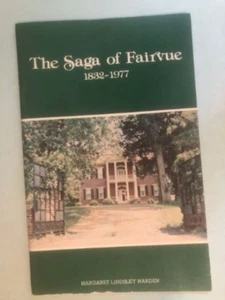 The Saga of Fairvue
1832-1977
MARGARET LINDSLEY WARDEN